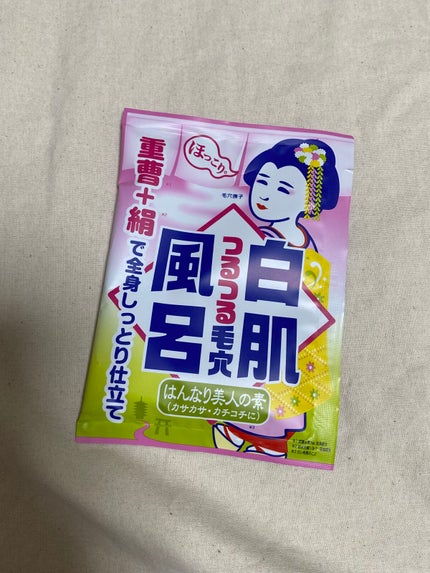 ほっこり
毛穴撫子
重曹+絹で全身しっとり仕立て
白肌
つるつる毛穴
風呂
はんなり美人の素
(カサカサ・カチコチに)